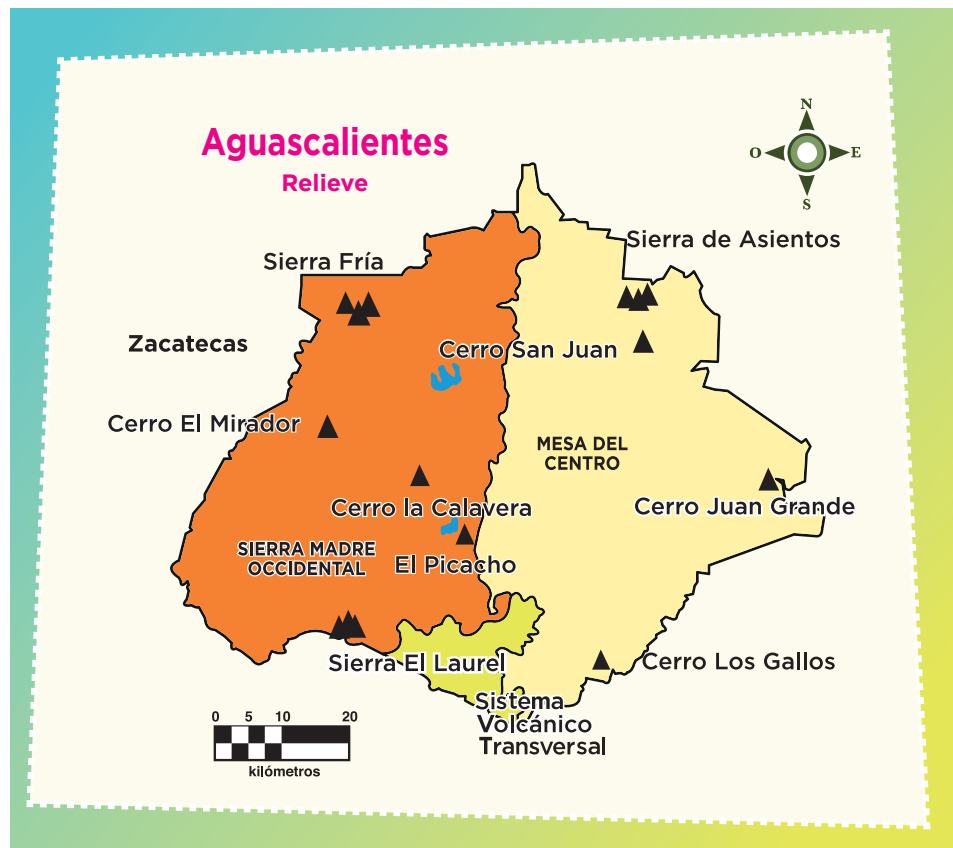 Aguascalientes
Relieve
N
O
E
S
Sierra de Asientos
Sierra Fría
Zacatecas
Cerro San Juan
Cerro El Mirador
MESA DEL
CENTRO
Cerro la Calavera
Cerro Juan Grande
SIERRA MADRE
OCCIDENTAL
El Picacho
Sierra El Laurel
Cerro Los Gallos
Sistema
Volcánico
Transversal
0 5 10 20
kilómetros